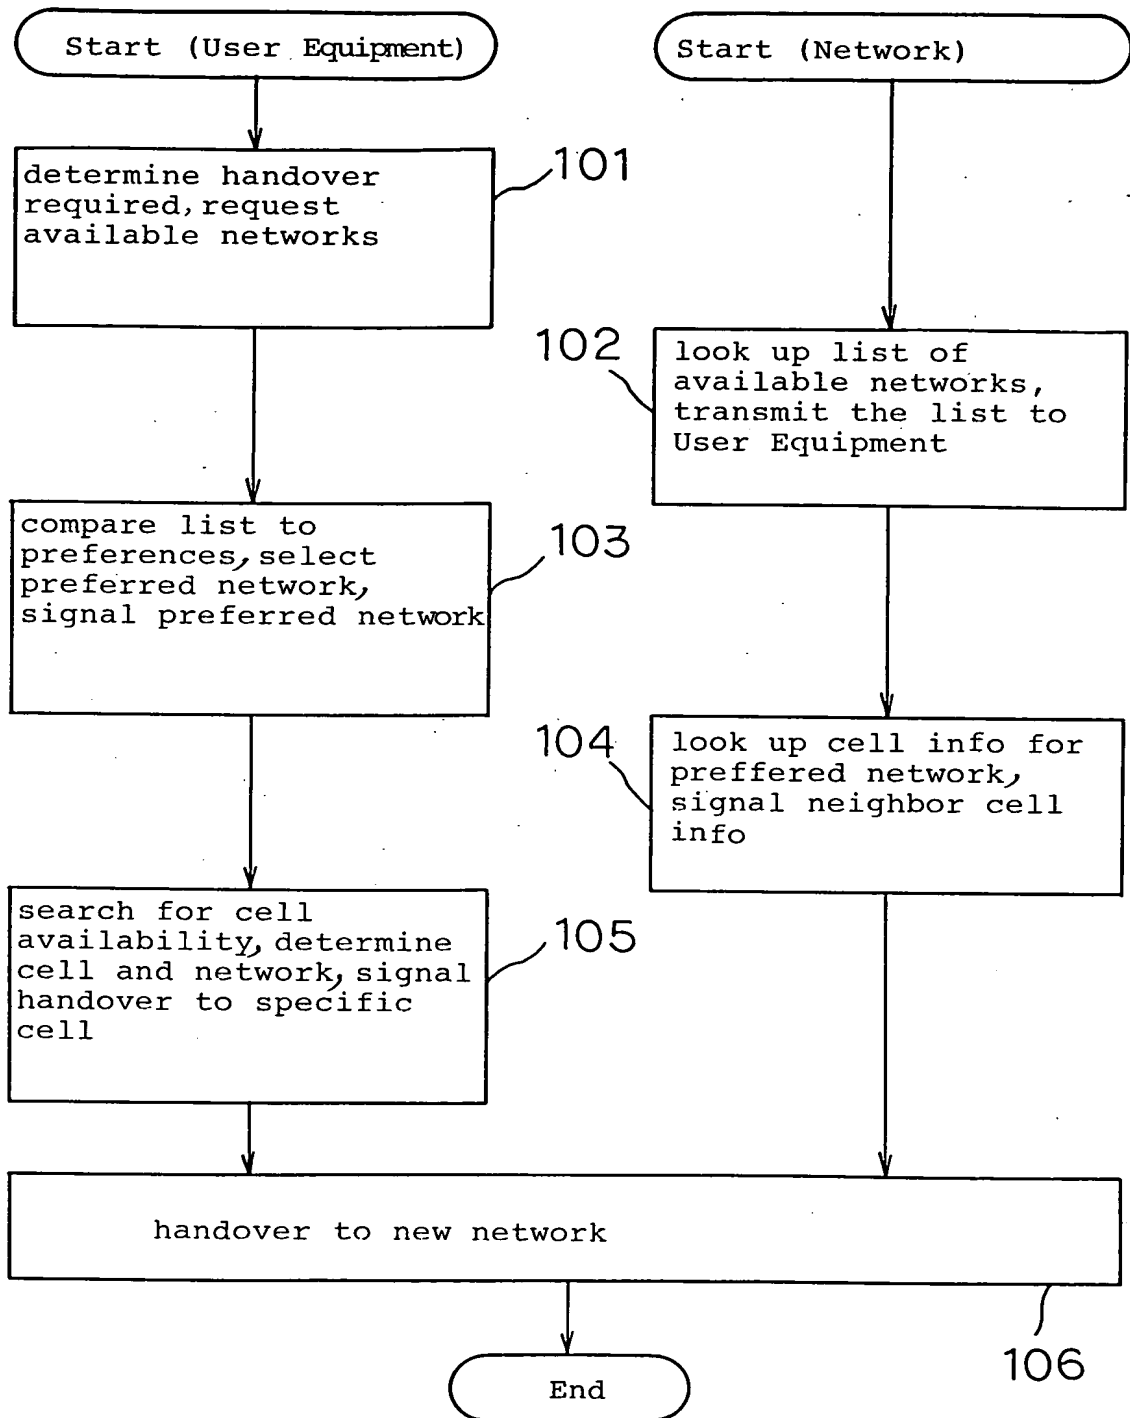 Start (User Equipment)
Start (Network)
determine handover
required, request
available networks
101
102
look up list of
available networks,
transmit the list to
User Equipment
compare list to
preferences, select
preferred network,
signal preferred network
103
104
look up cell info for
preffered network,
signal neighbor cell
info
search for cell
availability, determine
cell and network, signal
handover to specific
cell
105
handover to new network
106
End